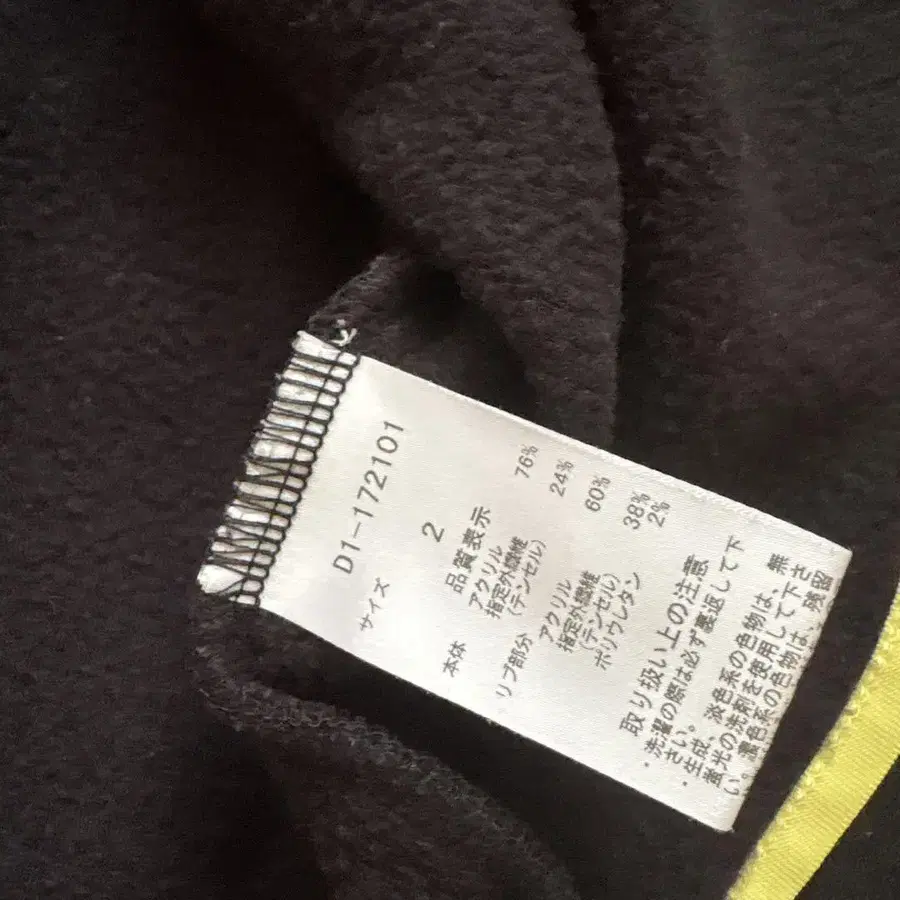 D1-172101
サイズ 2
品質表示
本体 アクリル 76%
指定外繊維 24%
(テンセル)
リブ部分 アクリル 60%
指定外繊維 38%
(テンセル)
ポリウレタン 2%
取り扱い上の注意
・洗濯の際は必ず裏返して下
さい。
・生成、淡色系の色物は、無
蛍光の洗剤を使用して下さ
い。濃色系の色物は、残留